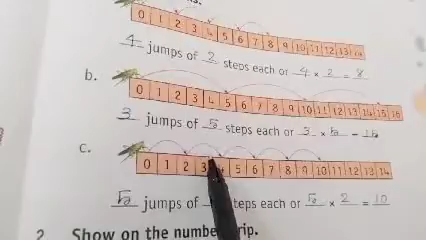 0 1 2 3 4 5 6 7 8 9 10 11 12 13 14
4 jumps of 2 steps each or 4 × 2 = 8
b.
0 1 2 3 4 5 6 7 8 9 10 11 12 13 14 15 16
3 jumps of 5 steps each or 3 × 5 = 15
c.
0 1 2 3 4 5 6 7 8 9 10 11 12 13 14
5 jumps of steps each or 5 × 2 = 10
2. Show on the number